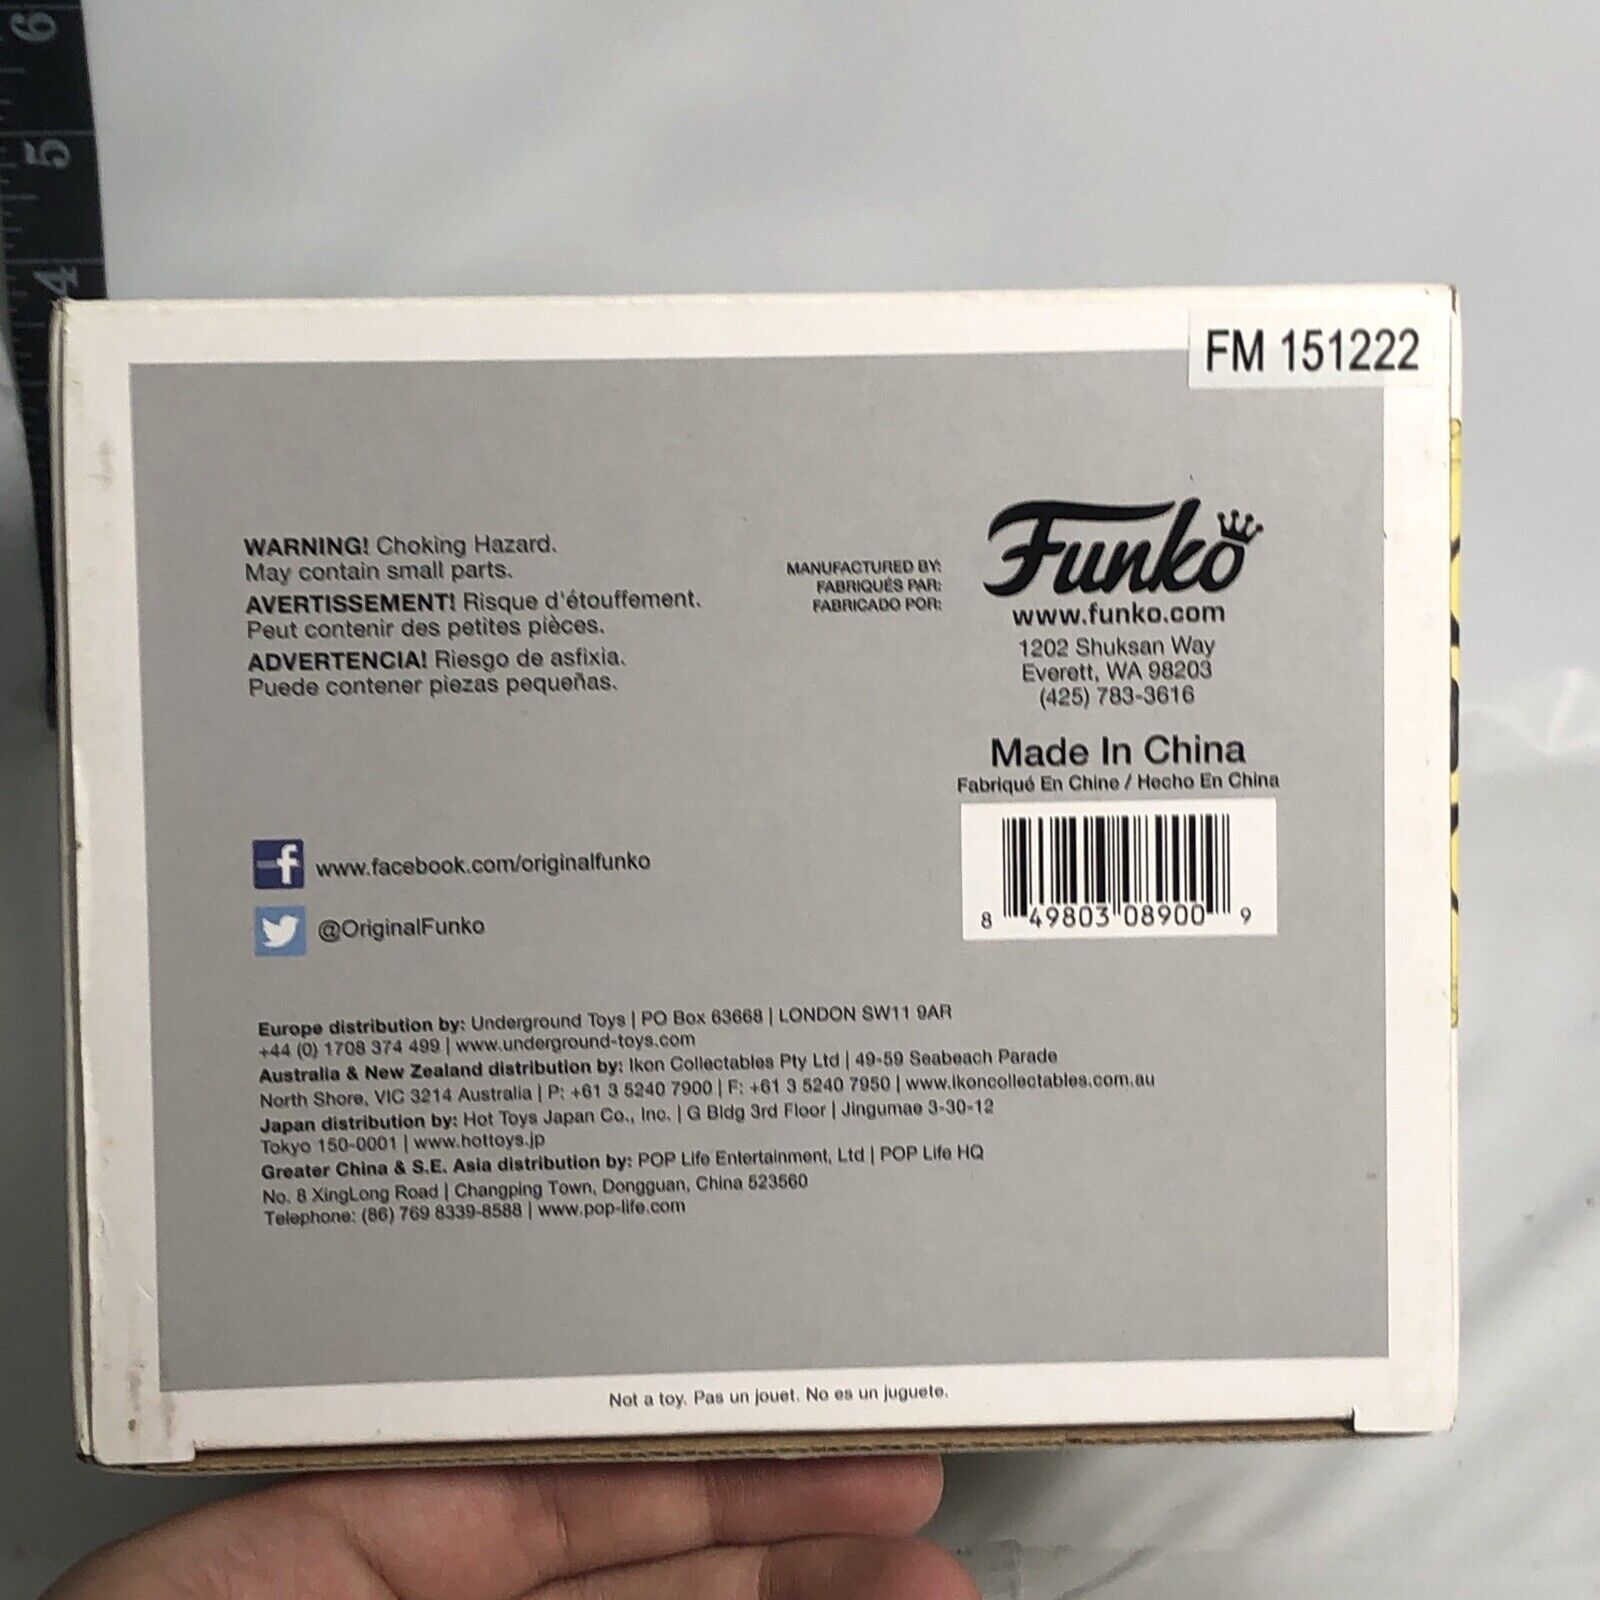 6
5
4
FM 151222
WARNING! Choking Hazard.
May contain small parts.
AVERTISSEMENT! Risque d'étouffement.
Peut contenir des petites pièces.
ADVERTENCIA! Riesgo de asfixia.
Puede contener piezas pequeñas.
MANUFACTURED BY:
FABRIQUÉS PAR:
FABRICADO POR:
Funko
www.funko.com
1202 Shuksan Way
Everett, WA 98203
(425) 783-3616
Made In China
Fabriqué En Chine / Hecho En China
8 49803 08900 9
f www.facebook.com/originalfunko
@OriginalFunko
Europe distribution by: Underground Toys | PO Box 63668 | LONDON SW11 9AR
+44 (0) 1708 374 499 | www.underground-toys.com
Australia & New Zealand distribution by: Ikon Collectables Pty Ltd | 49-59 Seabeach Parade
North Shore, VIC 3214 Australia | P: +61 3 5240 7900 | F: +61 3 5240 7950 | www.ikoncollectables.com.au
Japan distribution by: Hot Toys Japan Co., Inc. | G Bldg 3rd Floor | Jingumae 3-30-12
Tokyo 150-0001 | www.hottoys.jp
Greater China & S.E. Asia distribution by: POP Life Entertainment, Ltd | POP Life HQ
No. 8 XingLong Road | Changping Town, Dongguan, China 523560
Telephone: (86) 769 8339-8588 | www.pop-life.com
Not a toy. Pas un jouet. No es un juguete.